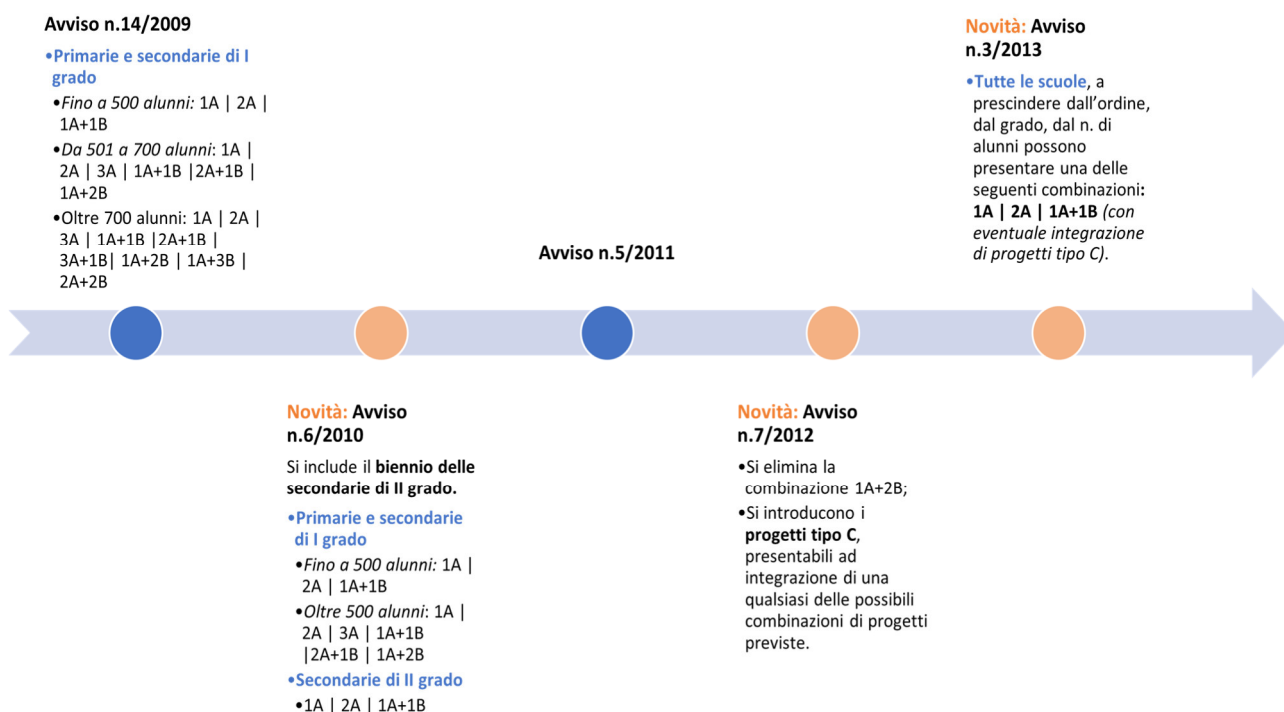 Avviso n.14/2009
•Primarie e secondarie di I
grado
•Fino a 500 alunni: 1A | 2A |
1A+1B
•Da 501 a 700 alunni: 1A |
2A | 3A | 1A+1B |2A+1B |
1A+2B
•Oltre 700 alunni: 1A | 2A |
3A | 1A+1B |2A+1B |
3A+1B| 1A+2B | 1A+3B |
2A+2B
Novità: Avviso
n.6/2010
Si include il biennio delle
secondarie di II grado.
•Primarie e secondarie
di I grado
•Fino a 500 alunni: 1A |
2A | 1A+1B
•Oltre 500 alunni: 1A |
2A | 3A | 1A+1B
|2A+1B | 1A+2B
•Secondarie di II grado
•1A | 2A | 1A+1B
Avviso n.5/2011
Novità: Avviso
n.7/2012
•Si elimina la
combinazione 1A+2B;
•Si introducono i
progetti tipo C,
presentabili ad
integrazione di una
qualsiasi delle possibili
combinazioni di progetti
previste.
Novità: Avviso
n.3/2013
•Tutte le scuole, a
prescindere dall’ordine,
dal grado, dal n. di
alunni possono
presentare una delle
seguenti combinazioni:
1A | 2A | 1A+1B (con
eventuale integrazione
di progetti tipo C).